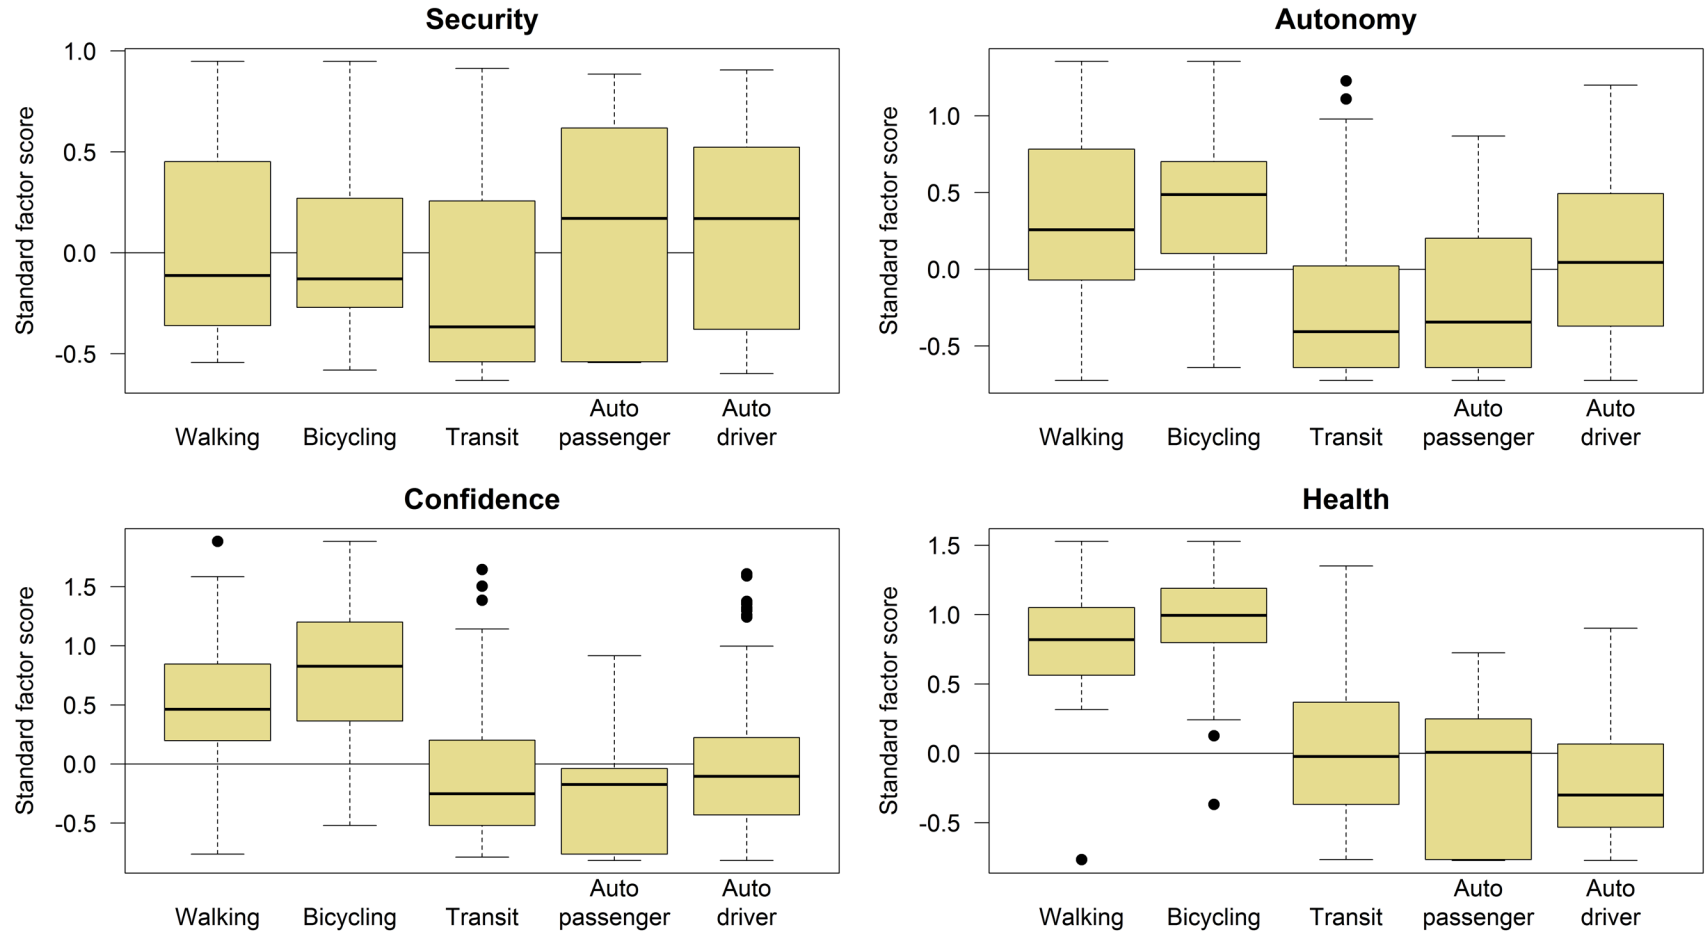 Security
Standard factor score
1.0
0.5
0.0
-0.5
Walking
Bicycling
Transit
Auto
passenger
Auto
driver
Autonomy
Standard factor score
1.0
0.5
0.0
-0.5
Walking
Bicycling
Transit
Auto
passenger
Auto
driver
Confidence
Standard factor score
1.5
1.0
0.5
0.0
-0.5
Walking
Bicycling
Transit
Auto
passenger
Auto
driver
Health
Standard factor score
1.5
1.0
0.5
0.0
-0.5
Walking
Bicycling
Transit
Auto
passenger
Auto
driver